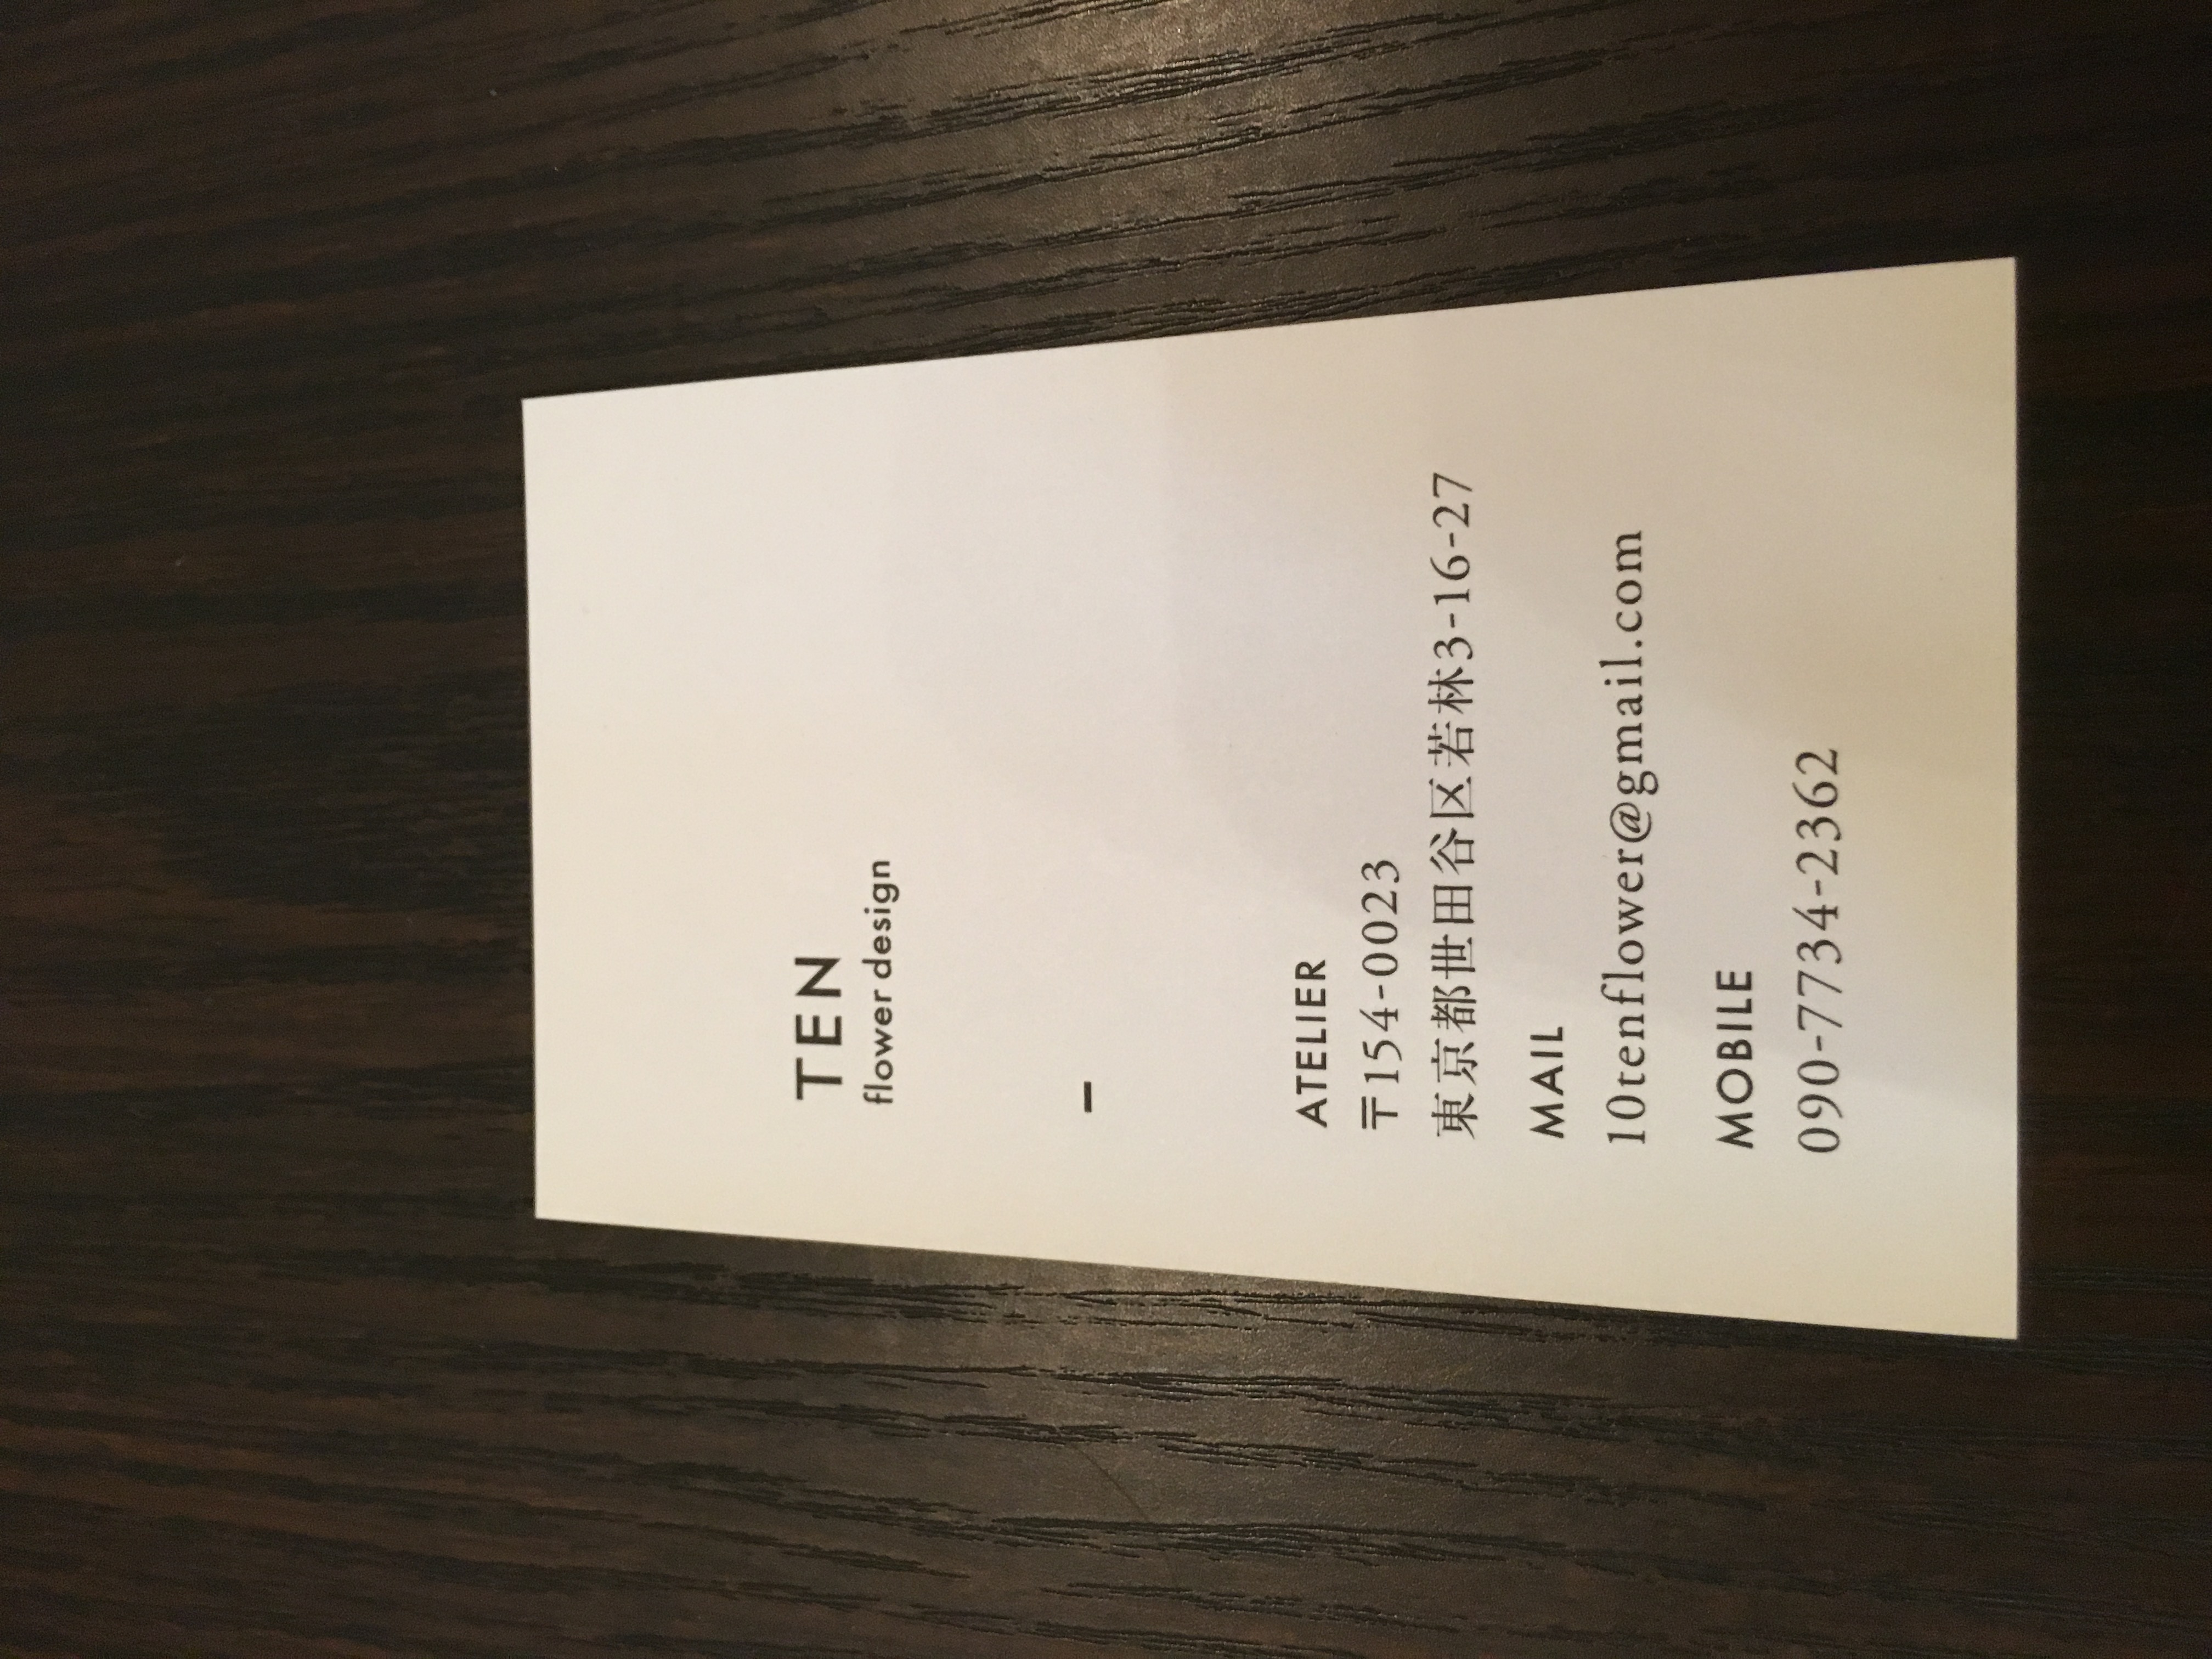 TEN
flower design
–
ATELIER
〒154-0023
東京都世田谷区若林3-16-27
MAIL
10tenflower@gmail.com
MOBILE
090-7734-2362